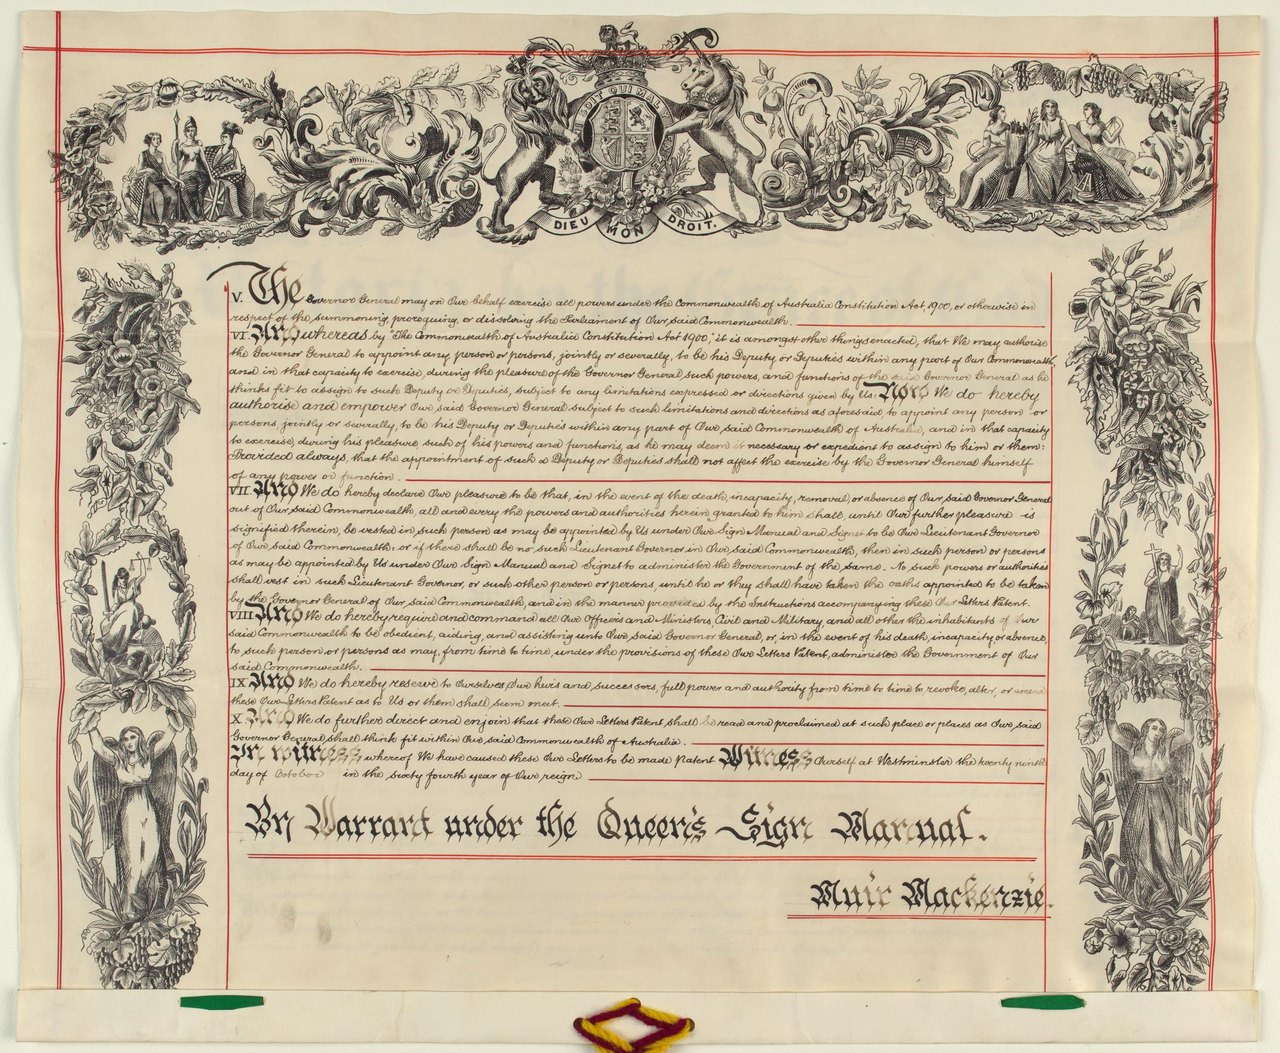 HONI SOIT QUI MAL
DIEU ET MON DROIT.
V. The Governor General may on Our behalf exercise all powers under the Commonwealth of Australia Constitution Act, 1900, or otherwise in
respect of the summoning, proroguing, or dissolving the Parliament of Our said Commonwealth.
VI. And whereas by "The Commonwealth of Australia Constitution Act 1900," it is amongst other things enacted, that We may authorise
the Governor General to appoint any person or persons, jointly or severally, to be his Deputy or Deputies within any part of Our Commonwealth,
and in that capacity to exercise, during the pleasure of the Governor General, such powers, and functions of the said Governor General as he
thinks fit to assign to such Deputy or Deputies, subject to any limitations expressed or directions given by Us: Now We do hereby
authorise and empower Our said Governor General, subject to such limitations and directions as aforesaid, to appoint any person or
persons, jointly or severally, to be his Deputy or Deputies within any part of Our said Commonwealth of Australia, and in that capacity
to exercise, during his pleasure such of his powers and functions, as he may deem it necessary or expedient to assign to him or them:
Provided always, that the appointment of such a Deputy or Deputies shall not affect the exercise by the Governor General himself
of any power or function.
VII. And We do hereby declare Our pleasure to be that, in the event of the death, incapacity, removal, or absence of Our said Governor General
out of Our said Commonwealth, all and every the powers and authorities herein granted to him shall, until Our further pleasure is
signified therein, be vested in such person as may be appointed by Us under Our Sign Manual and Signet to be Our Lieutenant Governor
of Our said Commonwealth: or if there shall be no such Lieutenant Governor in Our said Commonwealth, then in such person or persons
as may be appointed by Us under Our Sign Manual and Signet to administer the Government of the same. No such powers or authorities
shall vest in such Lieutenant Governor, or such other person or persons, until he or they shall have taken the oaths appointed to be taken
by the Governor General of Our said Commonwealth, and in the manner provided by the Instructions accompanying these Our Letters Patent.
VIII. And We do hereby require and command all Our Officers and Ministers, Civil and Military, and all other the inhabitants of Our
said Commonwealth to be obedient, aiding, and assisting unto Our said Governor General, or, in the event of his death, incapacity or absence,
to such person or persons as may, from time to time, under the provisions of these Our Letters Patent, administer the Government of Our
said Commonwealth.
IX. And We do hereby reserve to Ourselves, Our heirs and successors, full power and authority from time to time to revoke, alter, or amend
these Our Letters Patent as to Us or them shall seem meet.
X. And We do further direct and enjoin that these Our Letters Patent shall be read and proclaimed at such place or places as Our said
Governor General shall think fit within Our said Commonwealth of Australia.
In witness whereof We have caused these Our Letters to be made Patent Witness Ourself at Westminster the twenty ninth
day of October in the sixty fourth year of Our reign
By Warrant under the Queen's Sign Manual.
Muir Mackenzie.